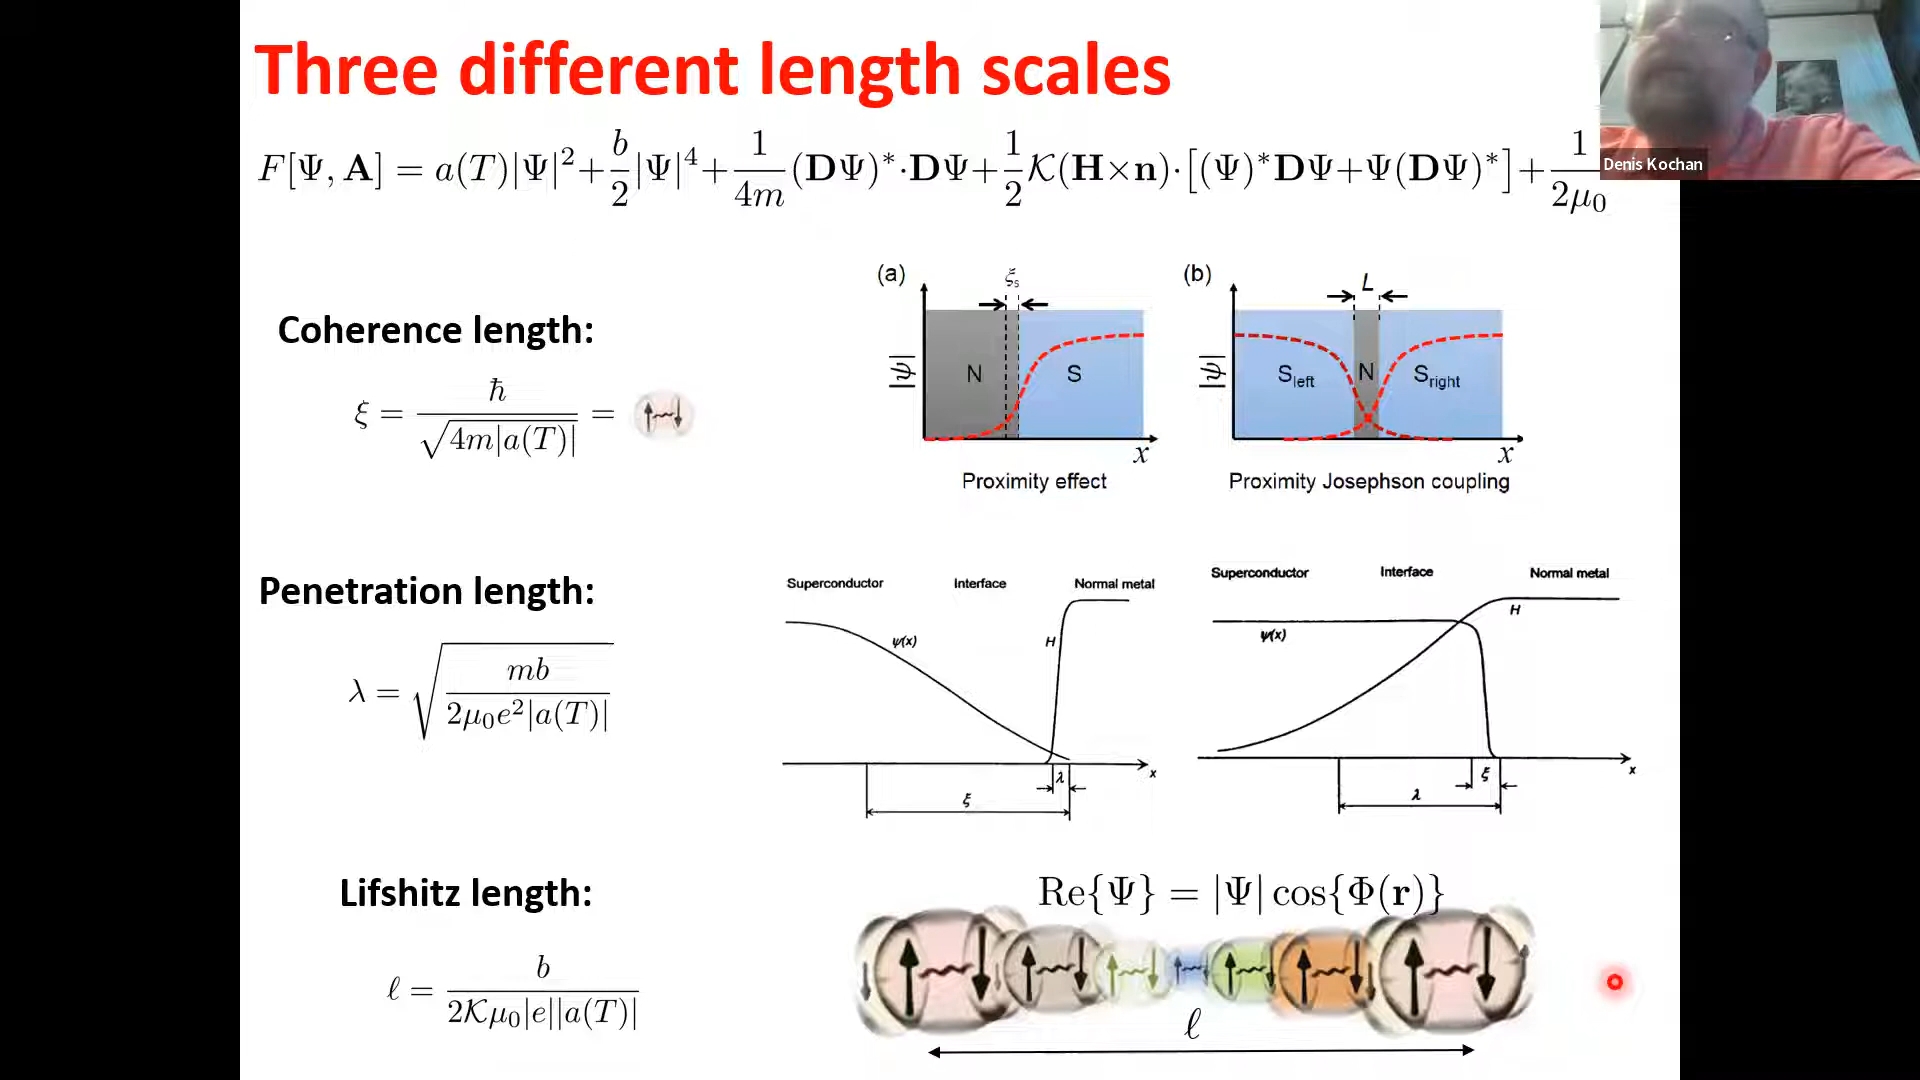 Three different length scales
F[Ψ, A] = a(T)|Ψ|² + b/2 |Ψ|⁴ + 1/4m (DΨ)* · DΨ + 1/2 𝒦(H×n) · [(Ψ)*DΨ + Ψ(DΨ)*] + 1/2μ₀
Denis Kochan
(a) ξs (b) L
Coherence length:
ξ = ħ / √4m|a(T)| =
|ψ| N S |ψ| Sleft N Sright
x x
Proximity effect Proximity Josephson coupling
Penetration length:
λ = √ mb / 2μ₀e²|a(T)|
Superconductor Interface Normal metal
ψ(x) H
x
λ
ξ
Superconductor Interface Normal metal
H
ψ(x)
x
ξ
λ
Lifshitz length:
Re{Ψ} = |Ψ| cos{Φ(r)}
ℓ = b / 2𝒦μ₀|e||a(T)|
ℓ